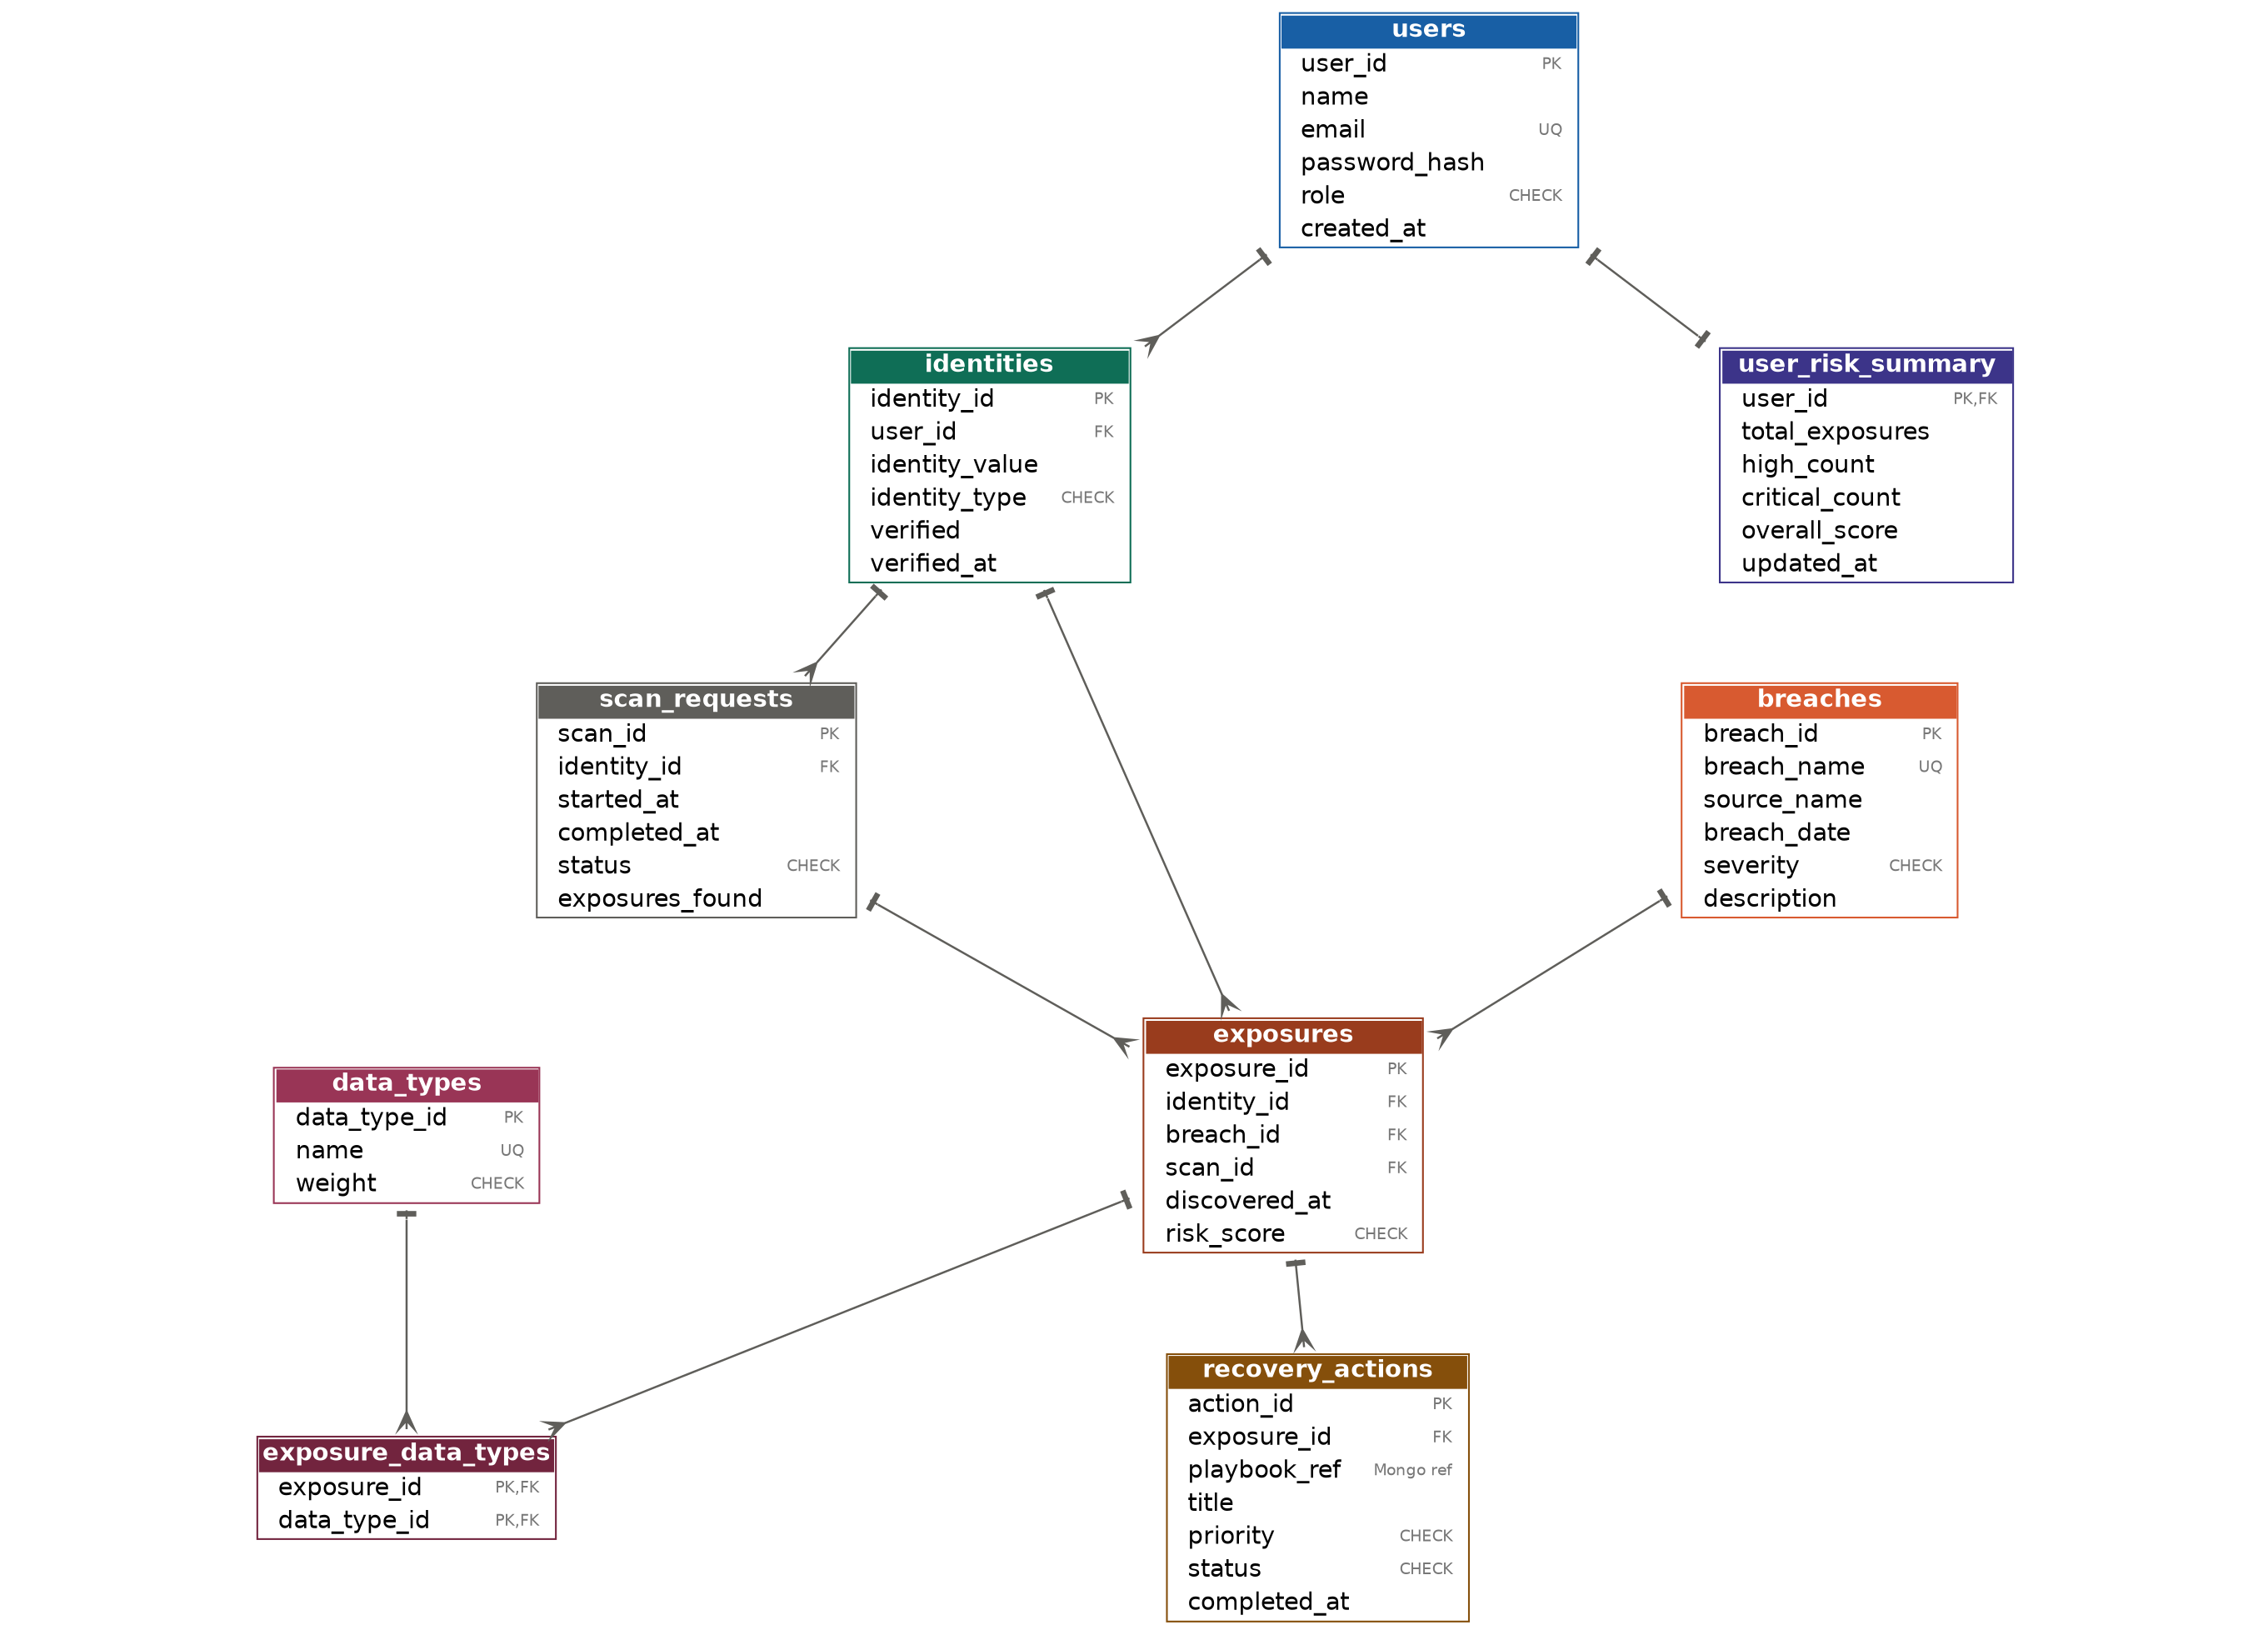 users
user_id PK
name
email UQ
password_hash
role CHECK
created_at
identities
identity_id PK
user_id FK
identity_value
identity_type CHECK
verified
verified_at
user_risk_summary
user_id PK,FK
total_exposures
high_count
critical_count
overall_score
updated_at
scan_requests
scan_id PK
identity_id FK
started_at
completed_at
status CHECK
exposures_found
breaches
breach_id PK
breach_name UQ
source_name
breach_date
severity CHECK
description
exposures
exposure_id PK
identity_id FK
breach_id FK
scan_id FK
discovered_at
risk_score CHECK
data_types
data_type_id PK
name UQ
weight CHECK
recovery_actions
action_id PK
exposure_id FK
playbook_ref Mongo ref
title
priority CHECK
status CHECK
completed_at
exposure_data_types
exposure_id PK,FK
data_type_id PK,FK